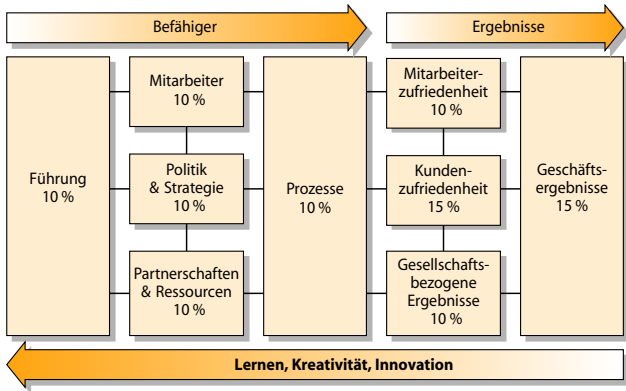 Befähiger
Ergebnisse
Führung
10 %
Mitarbeiter
10 %
Politik
& Strategie
10 %
Partnerschaften
& Ressourcen
10 %
Prozesse
10 %
Mitarbeiter-
zufriedenheit
10 %
Kunden-
zufriedenheit
15 %
Gesellschafts-
bezogene
Ergebnisse
10 %
Geschäfts-
ergebnisse
15 %
Lernen, Kreativität, Innovation